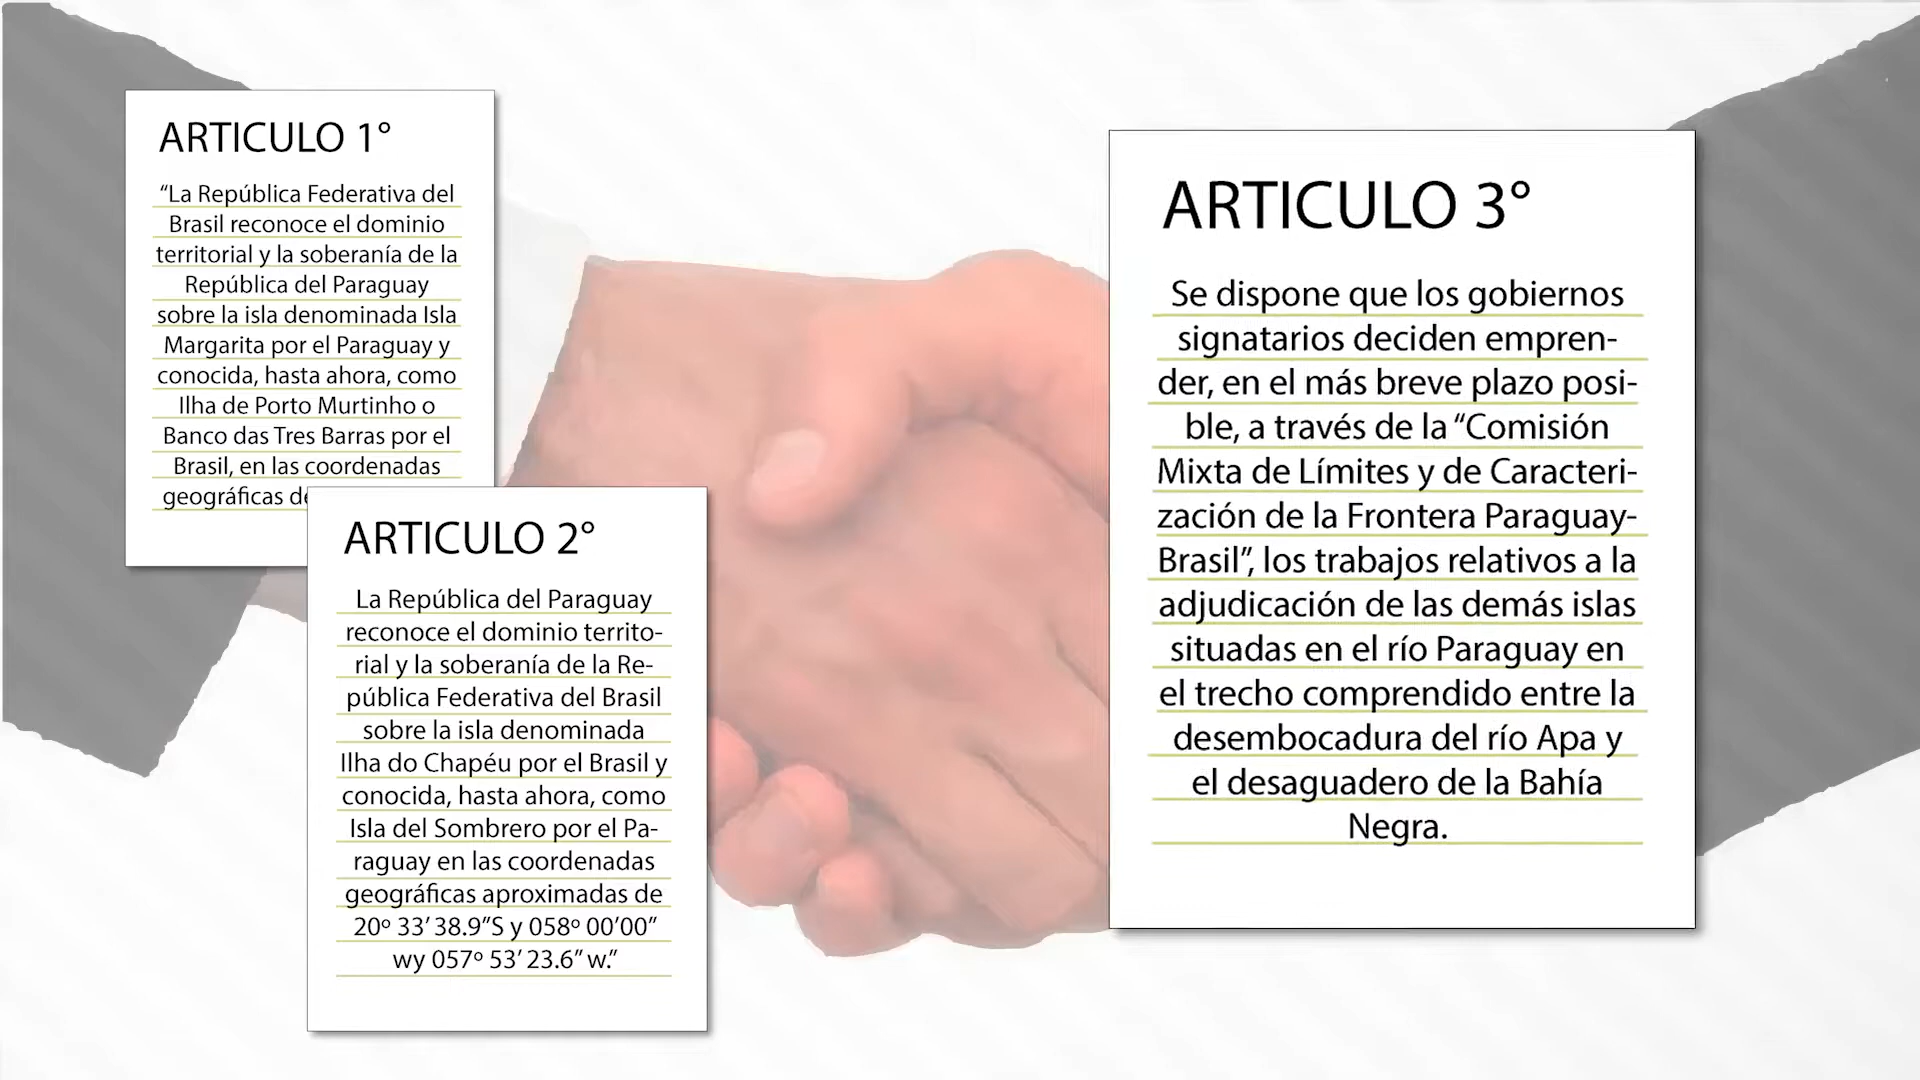 ARTICULO 1°
“La República Federativa del
Brasil reconoce el dominio
territorial y la soberanía de la
República del Paraguay
sobre la isla denominada Isla
Margarita por el Paraguay y
conocida, hasta ahora, como
Ilha de Porto Murtinho o
Banco das Tres Barras por el
Brasil, en las coordenadas
geográficas
ARTICULO 2°
La República del Paraguay
reconoce el dominio territo-
rial y la soberanía de la Re-
pública Federativa del Brasil
sobre la isla denominada
Ilha do Chapéu por el Brasil y
conocida, hasta ahora, como
Isla del Sombrero por el Pa-
raguay en las coordenadas
geográficas aproximadas de
20º 33’ 38.9”S y 058º 00’00”
wy 057º 53’ 23.6” w.”
ARTICULO 3°
Se dispone que los gobiernos
signatarios deciden empren-
der, en el más breve plazo posi-
ble, a través de la “Comisión
Mixta de Límites y de Caracteri-
zación de la Frontera Paraguay-
Brasil”, los trabajos relativos a la
adjudicación de las demás islas
situadas en el río Paraguay en
el trecho comprendido entre la
desembocadura del río Apa y
el desaguadero de la Bahía
Negra.